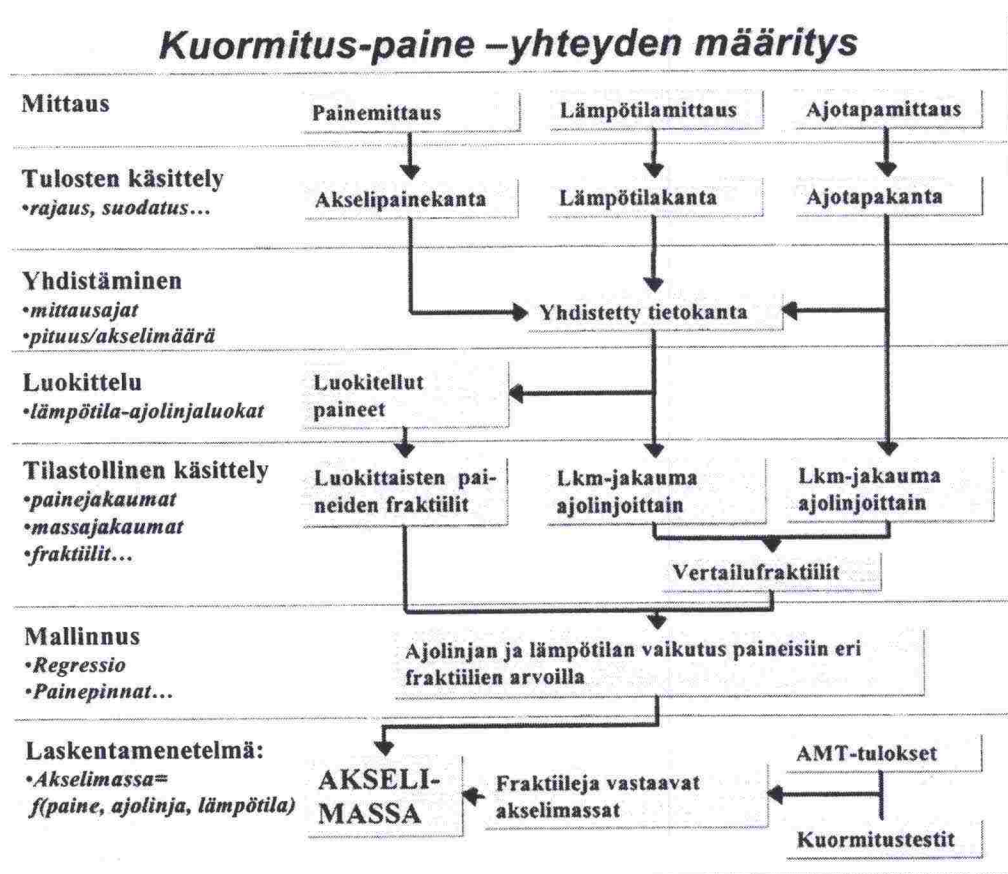 Kuormitus-paine –yhteyden määritys
Mittaus
Painemittaus
Lämpötilamittaus
Ajotapamittaus
Tulosten käsittely
•rajaus, suodatus...
Akselipainekanta
Lämpötilakanta
Ajotapakanta
Yhdistäminen
•mittausajat
•pituus/akselimäärä
Yhdistetty tietokanta
Luokittelu
•lämpötila-ajolinjaluokat
Luokitellut
paineet
Tilastollinen käsittely
•painejakaumat
•massajakaumat
•fraktiilit...
Luokittaisten pai-
neiden fraktiilit
Lkm-jakauma
ajolinjoittain
Lkm-jakauma
ajolinjoittain
Vertailufraktiilit
Mallinnus
•Regressio
•Painepinnat...
Ajolinjan ja lämpötilan vaikutus paineisiin eri
fraktiilien arvoilla
Laskentamenetelmä:
•Akselimassa=
f(paine, ajolinja, lämpötila)
AKSELI-
MASSA
Fraktiileja vastaavat
akselimassat
AMT-tulokset
Kuormitustestit